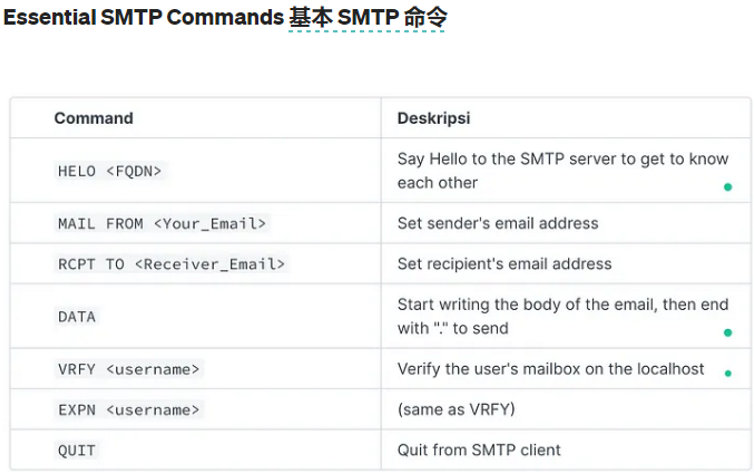 Essential SMTP Commands 基本 SMTP 命令
Command Deskripsi
HELO <FQDN> Say Hello to the SMTP server to get to know
each other
MAIL FROM <Your_Email> Set sender's email address
RCPT TO <Receiver_Email> Set recipient's email address
DATA Start writing the body of the email, then end
with "." to send
VRFY <username> Verify the user's mailbox on the localhost
EXPN <username> (same as VRFY)
QUIT Quit from SMTP client